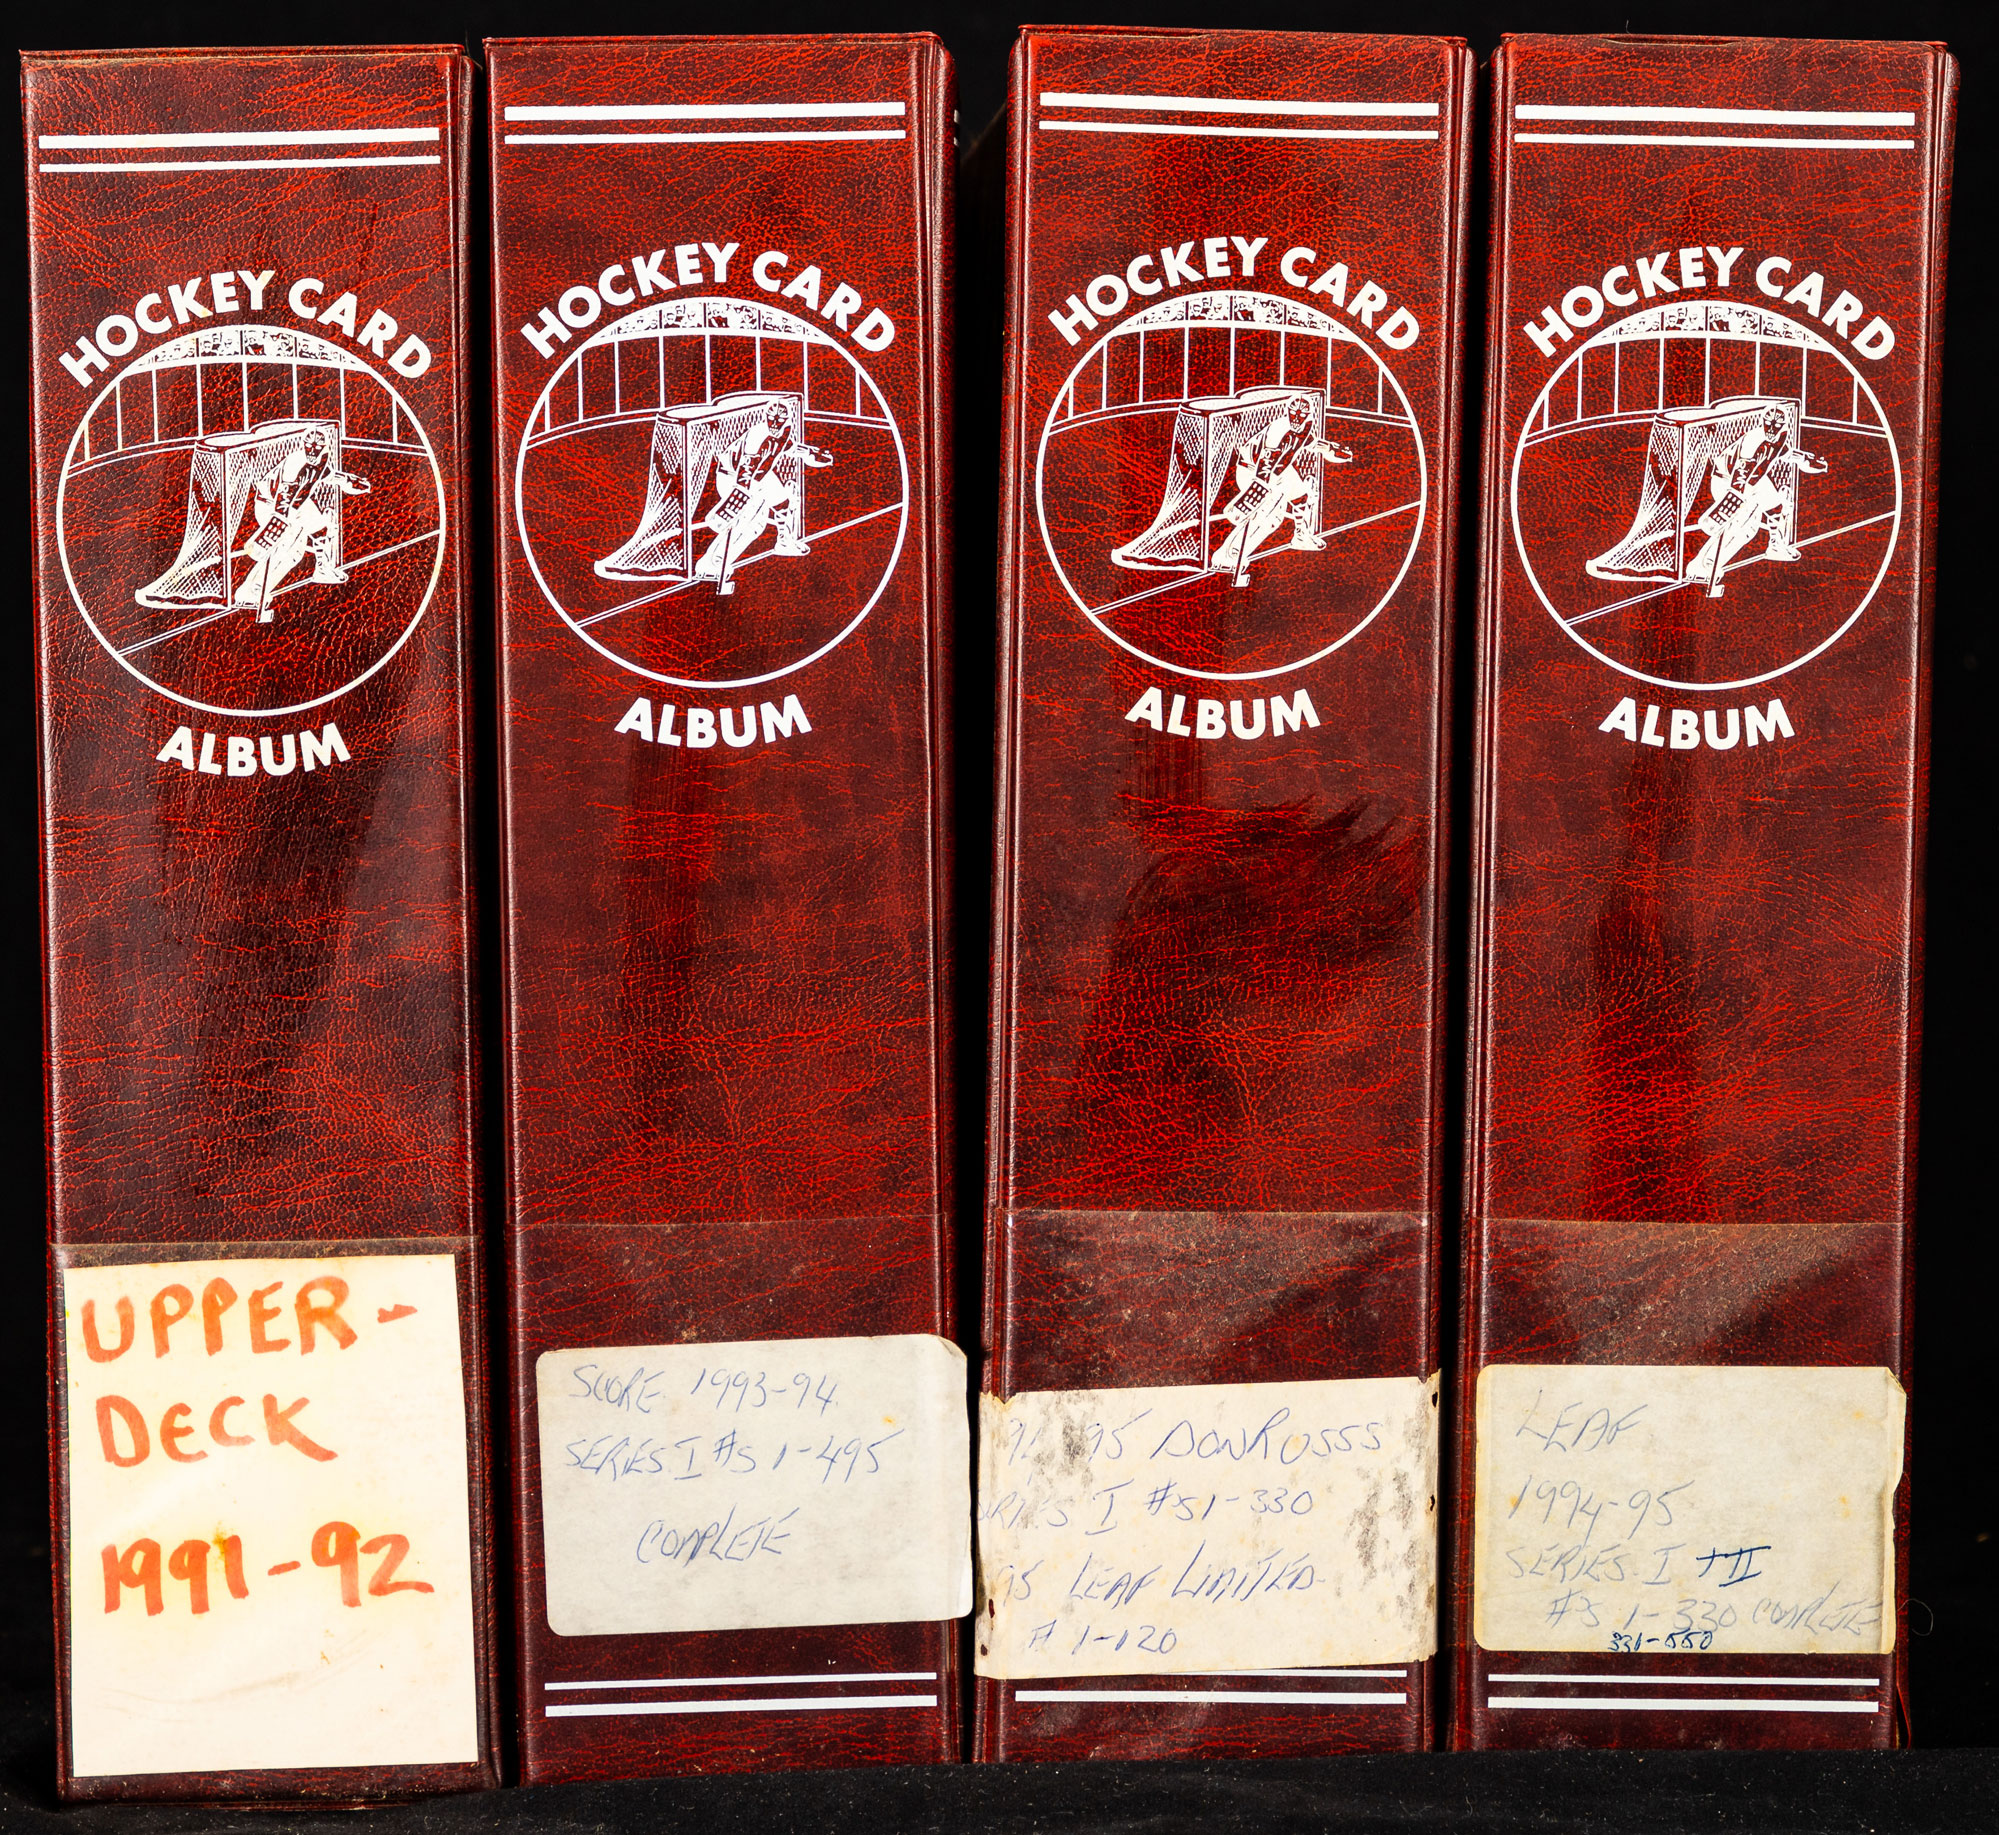 HOCKEY CARD
ALBUM
UPPER-
DECK
1991-92
HOCKEY CARD
ALBUM
SCORE 1993-94
SERIES I #S 1-495
COMPLETE
HOCKEY CARD
ALBUM
95 DONRUSSS
I #S 1-330
95 LEAF LIMITED
# 1-120
HOCKEY CARD
ALBUM
LEAF
1994-95
SERIES I + II
#S 1-330 COMPLETE
331-550